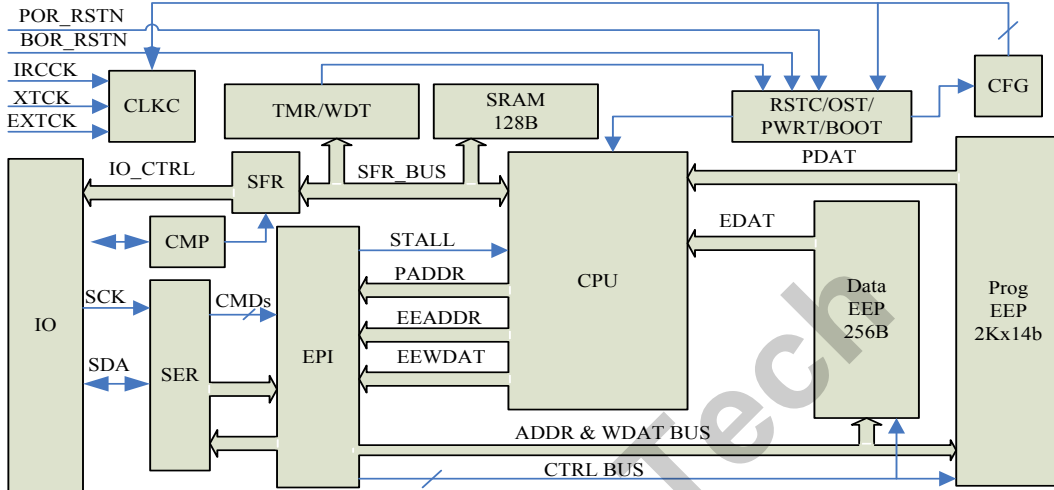 POR_RSTN
BOR_RSTN
IRCCK
XTCK
EXTCK
CLKC
TMR/WDT
SRAM
128B
RSTC/OST/
PWRT/BOOT
CFG
IO_CTRL
SFR
SFR_BUS
PDAT
CMP
STALL
EDAT
PADDR
CPU
SCK
CMDs
IO
EEADDR
Data
EEP
256B
Prog
EEP
2Kx14b
SDA
SER
EPI
EEWDAT
ADDR & WDAT BUS
CTRL BUS
Tech